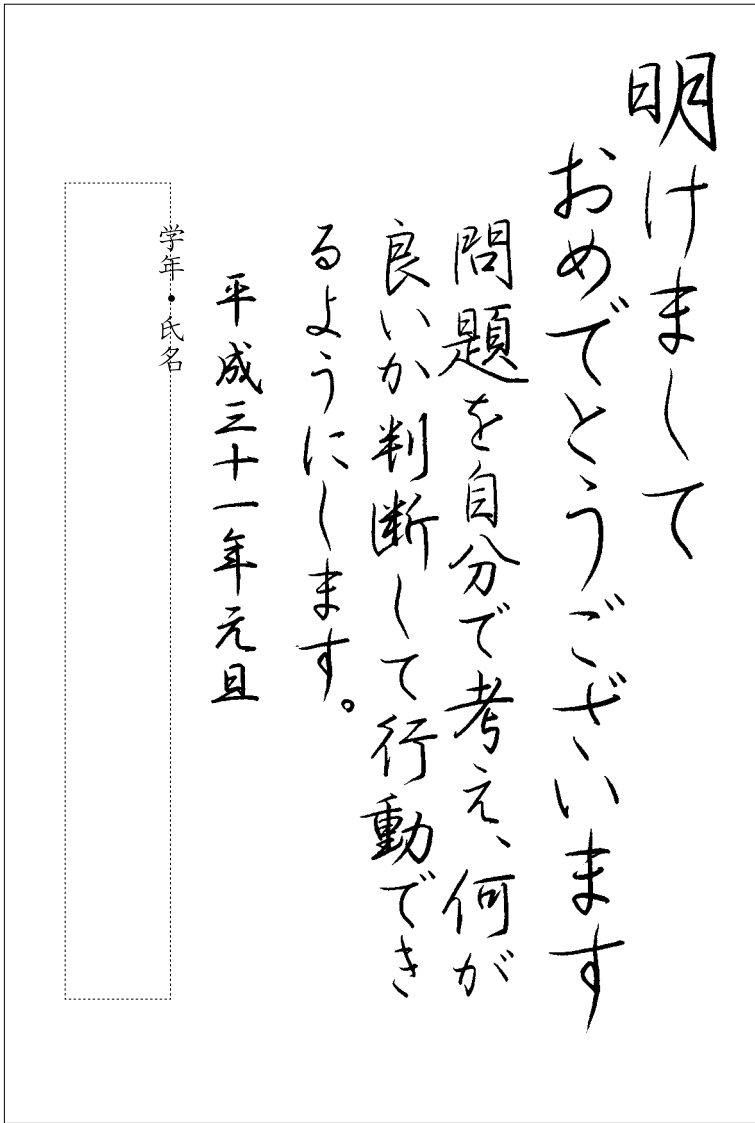 明けまして
おめでとうございます
問題を自分で考え、何が
良いか判断して行動でき
るようにします。
平成三十一年元旦
学年・氏名